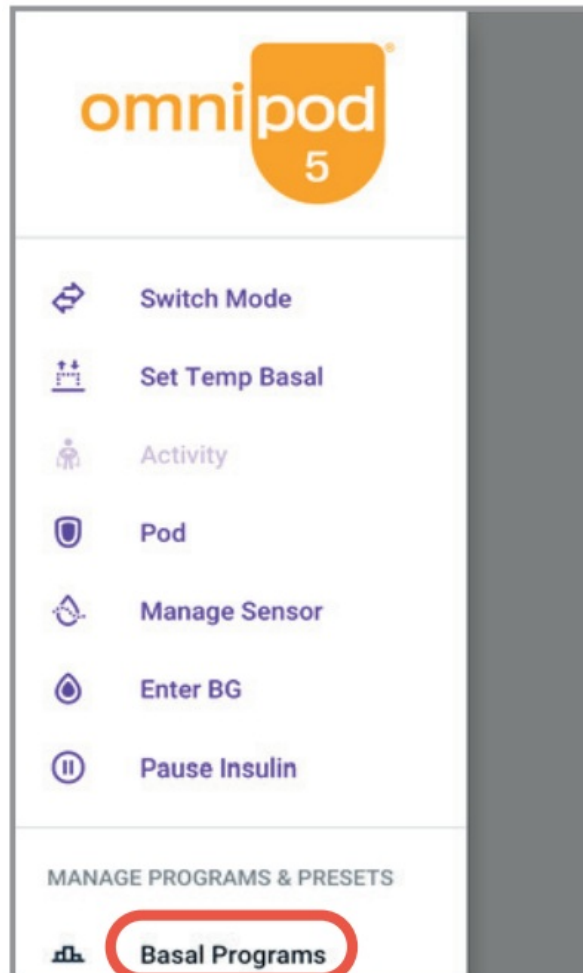 omnipod®
5
Switch Mode
Set Temp Basal
Activity
Pod
Manage Sensor
Enter BG
Pause Insulin
MANAGE PROGRAMS & PRESETS
Basal Programs